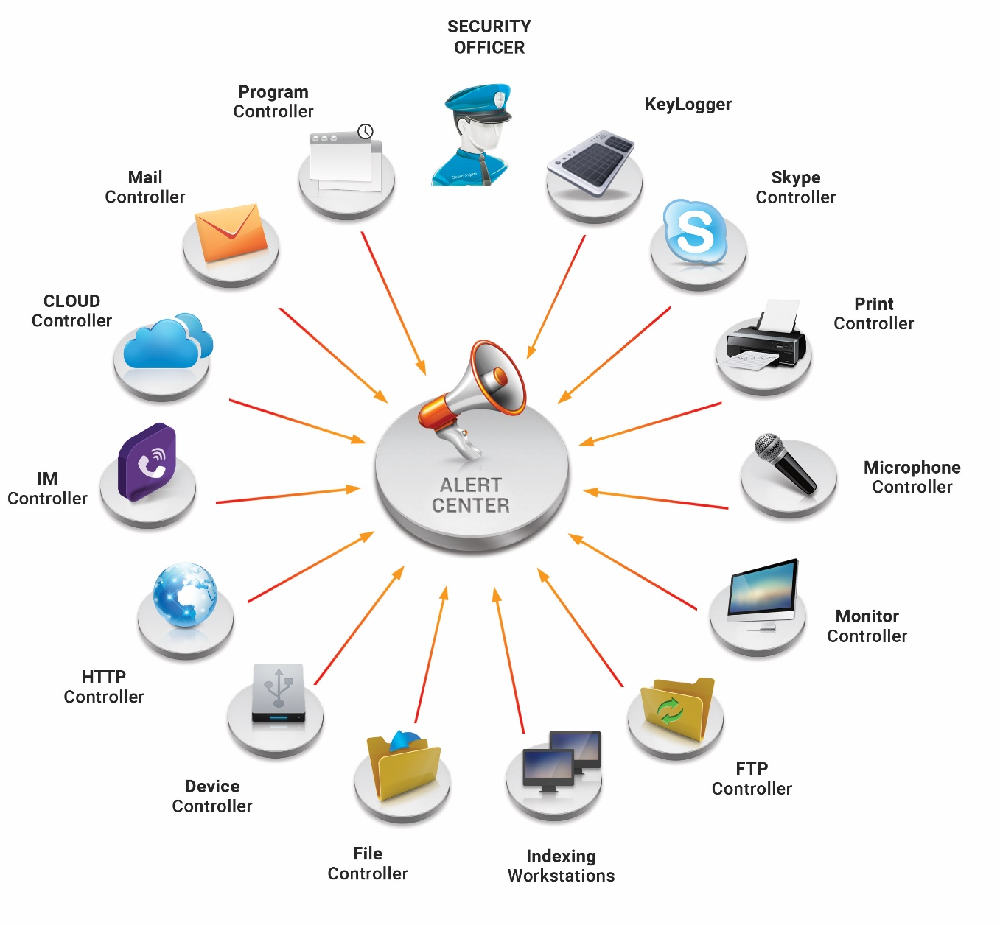 SECURITY
OFFICER
SearchInform
Program
Controller
KeyLogger
Mail
Controller
Skype
Controller
S
CLOUD
Controller
Print
Controller
IM
Controller
ALERT
CENTER
Microphone
Controller
HTTP
Controller
Monitor
Controller
Device
Controller
FTP
Controller
File
Controller
Indexing
Workstations